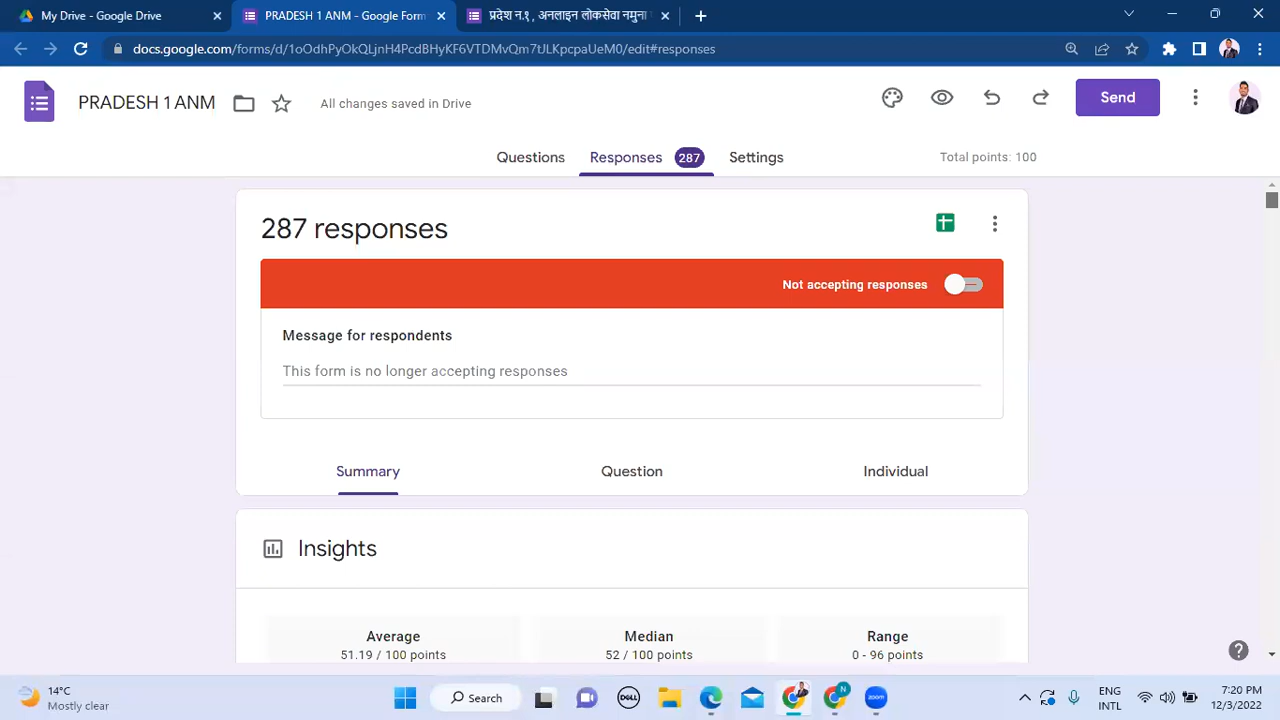 My Drive - Google Drive
PRADESH 1 ANM - Google Form
प्रदेश न.१ , अनलाइन लोकसेवा नमुना
docs.google.com/forms/d/1oOdhPyOkQLjnH4PcdBHyKF6VTDMvQm7tJLKpcpaUeM0/edit#responses
PRADESH 1 ANM
All changes saved in Drive
Send
Questions
Responses 287
Settings
Total points: 100
287 responses
Not accepting responses
Message for respondents
This form is no longer accepting responses
Summary
Question
Individual
Insights
Average
51.19 / 100 points
Median
52 / 100 points
Range
0 - 96 points
14°C
Mostly clear
Search
DELL
zoom
N
ENG
INTL
7:20 PM
12/3/2022